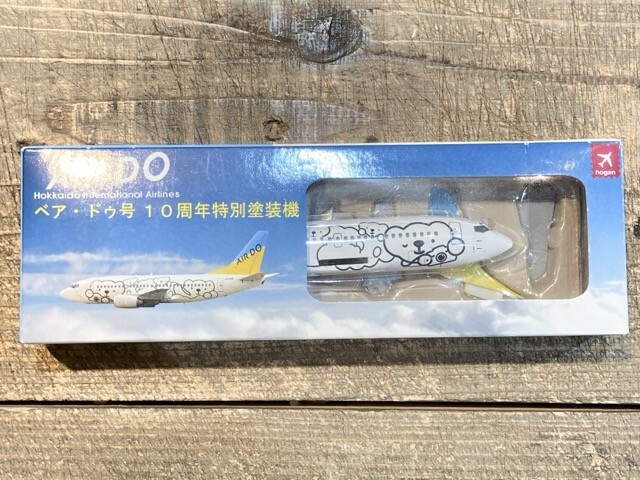 AIR DO
Hokkaido International Airlines
ベア・ドゥ号 10周年特別塗装機
AIR DO
hogan